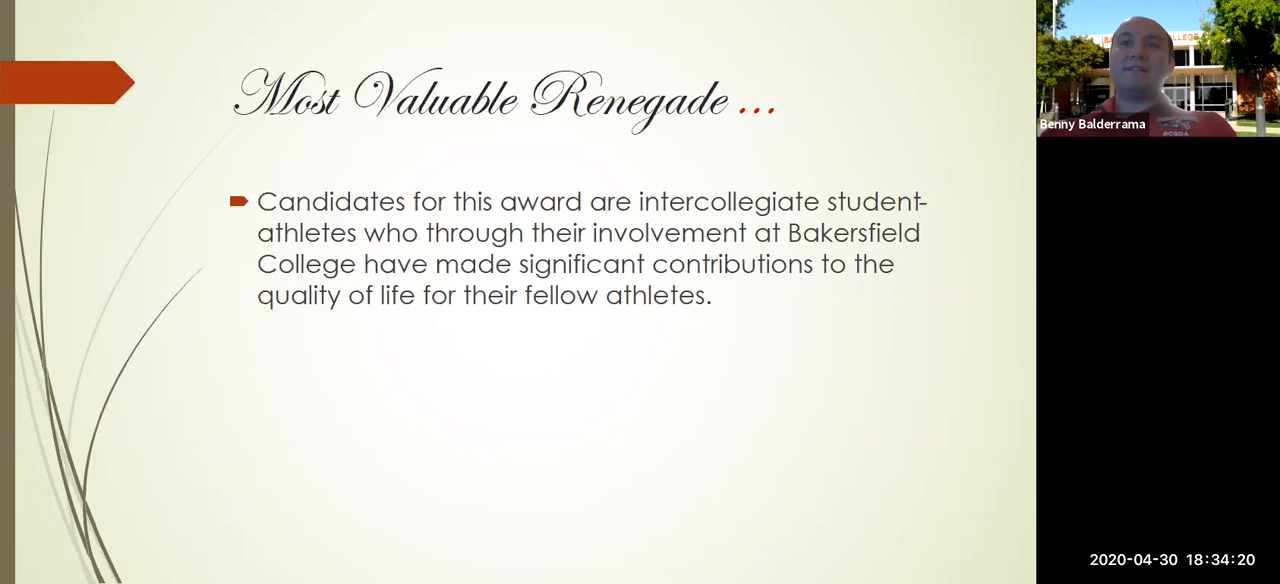 Most Valuable Renegade ...
Candidates for this award are intercollegiate student-
athletes who through their involvement at Bakersfield
College have made significant contributions to the
quality of life for their fellow athletes.
Benny Balderrama
BCSGA
2020-04-30 18:34:20